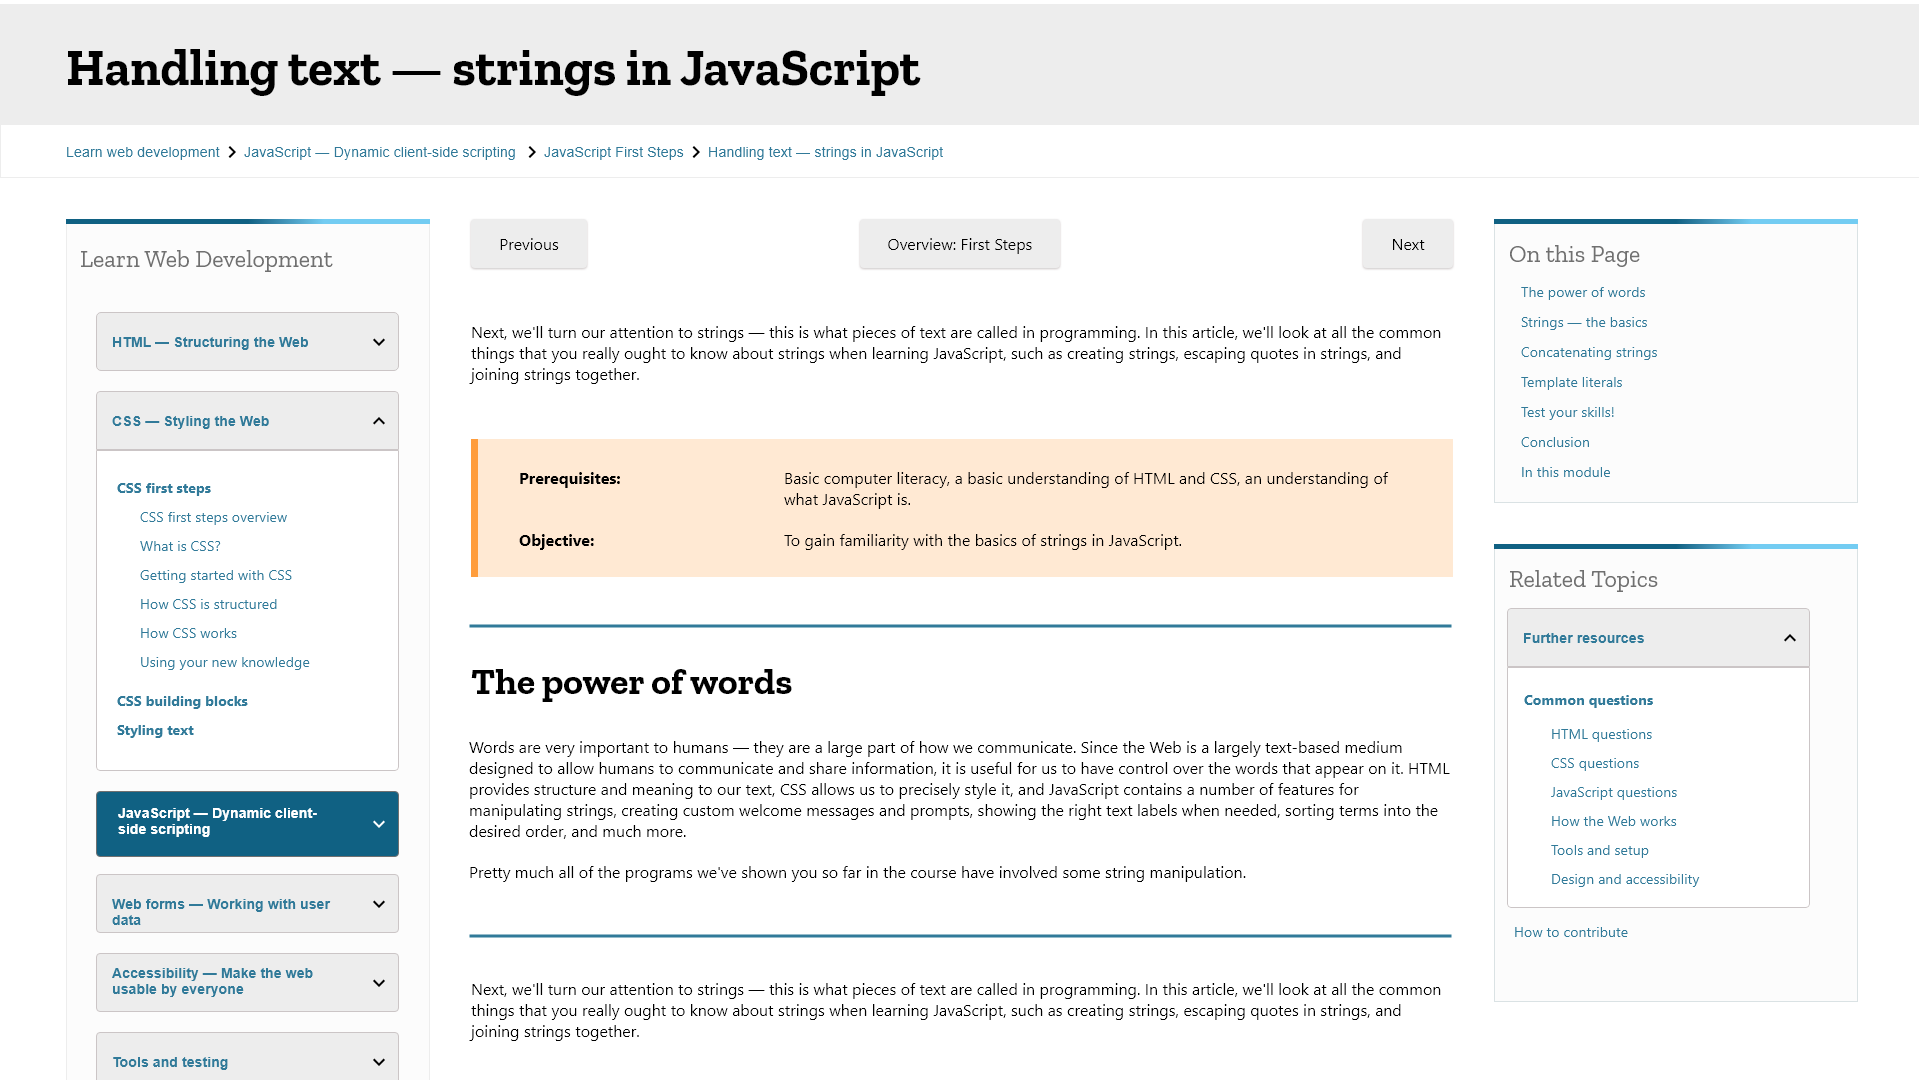 Handling text — strings in JavaScript
Learn web development
JavaScript — Dynamic client-side scripting
JavaScript First Steps
Handling text — strings in JavaScript
Learn Web Development
HTML — Structuring the Web
CSS — Styling the Web
CSS first steps
CSS first steps overview
What is CSS?
Getting started with CSS
How CSS is structured
How CSS works
Using your new knowledge
CSS building blocks
Styling text
JavaScript — Dynamic client-
side scripting
Web forms — Working with user
data
Accessibility — Make the web
usable by everyone
Tools and testing
Previous
Overview: First Steps
Next
Next, we'll turn our attention to strings — this is what pieces of text are called in programming. In this article, we'll look at all the common
things that you really ought to know about strings when learning JavaScript, such as creating strings, escaping quotes in strings, and
joining strings together.
Prerequisites:
Basic computer literacy, a basic understanding of HTML and CSS, an understanding of
what JavaScript is.
Objective:
To gain familiarity with the basics of strings in JavaScript.
The power of words
Words are very important to humans — they are a large part of how we communicate. Since the Web is a largely text-based medium
designed to allow humans to communicate and share information, it is useful for us to have control over the words that appear on it. HTML
provides structure and meaning to our text, CSS allows us to precisely style it, and JavaScript contains a number of features for
manipulating strings, creating custom welcome messages and prompts, showing the right text labels when needed, sorting terms into the
desired order, and much more.
Pretty much all of the programs we've shown you so far in the course have involved some string manipulation.
Next, we'll turn our attention to strings — this is what pieces of text are called in programming. In this article, we'll look at all the common
things that you really ought to know about strings when learning JavaScript, such as creating strings, escaping quotes in strings, and
joining strings together.
On this Page
The power of words
Strings — the basics
Concatenating strings
Template literals
Test your skills!
Conclusion
In this module
Related Topics
Further resources
Common questions
HTML questions
CSS questions
JavaScript questions
How the Web works
Tools and setup
Design and accessibility
How to contribute